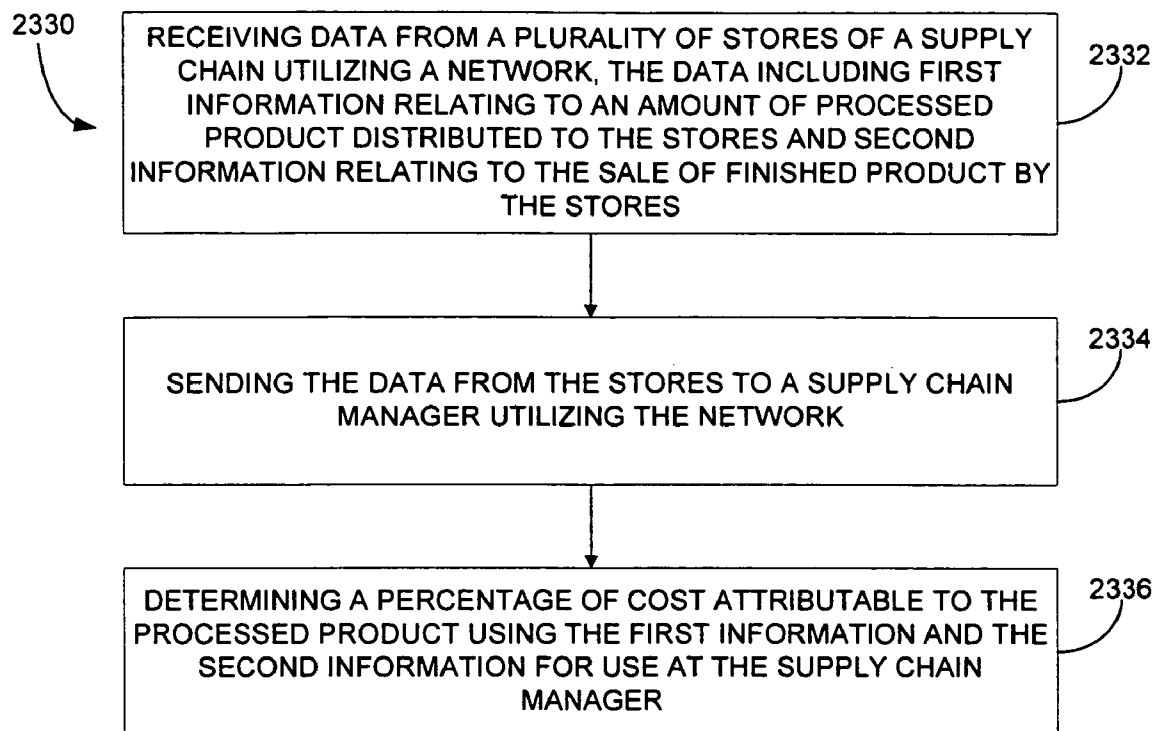 2330
RECEIVING DATA FROM A PLURALITY OF STORES OF A SUPPLY
CHAIN UTILIZING A NETWORK, THE DATA INCLUDING FIRST
INFORMATION RELATING TO AN AMOUNT OF PROCESSED
PRODUCT DISTRIBUTED TO THE STORES AND SECOND
INFORMATION RELATING TO THE SALE OF FINISHED PRODUCT BY
THE STORES
2332
SENDING THE DATA FROM THE STORES TO A SUPPLY CHAIN
MANAGER UTILIZING THE NETWORK
2334
DETERMINING A PERCENTAGE OF COST ATTRIBUTABLE TO THE
PROCESSED PRODUCT USING THE FIRST INFORMATION AND THE
SECOND INFORMATION FOR USE AT THE SUPPLY CHAIN
MANAGER
2336